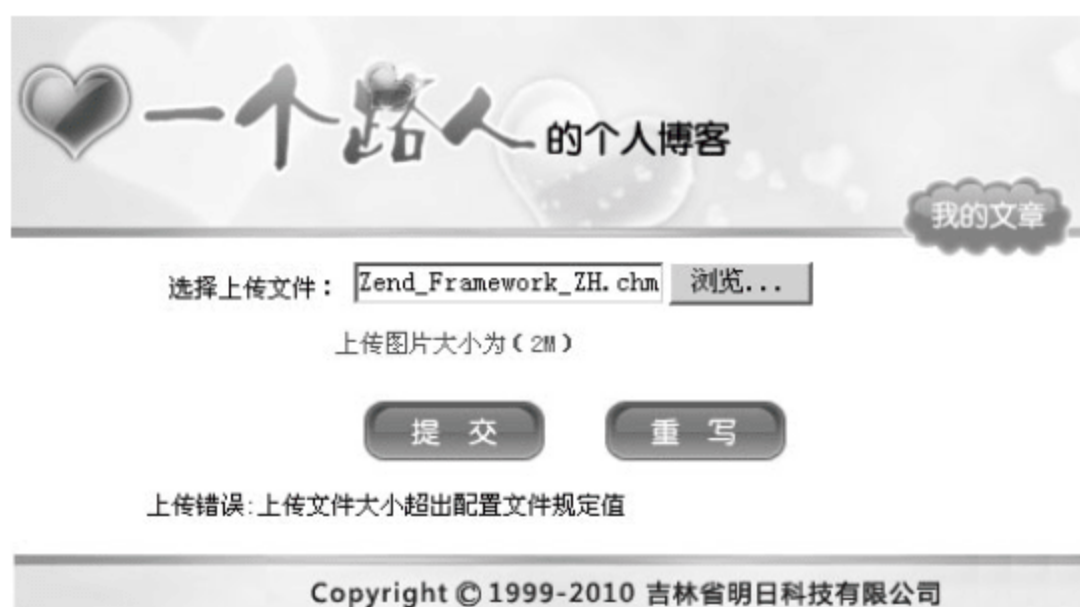 一个路人的个人博客
我的文章
选择上传文件： Zend_Framework_ZH.chm 浏览...
上传图片大小为（2M）
提 交 重 写
上传错误:上传文件大小超出配置文件规定值
Copyright © 1999-2010 吉林省明日科技有限公司